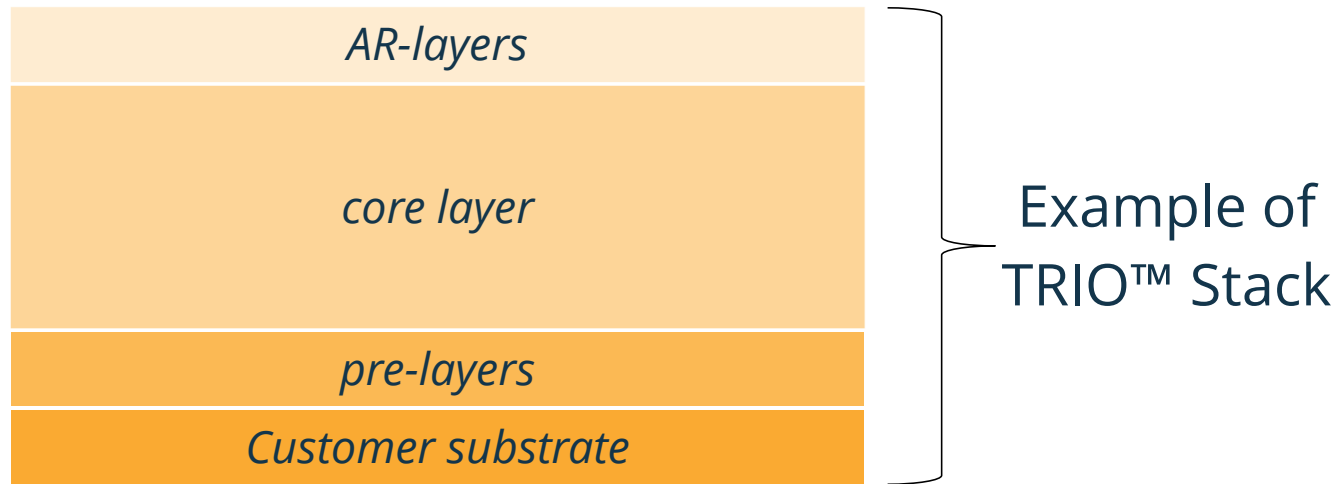 AR-layers
core layer
pre-layers
Customer substrate
Example of
TRIO™ Stack